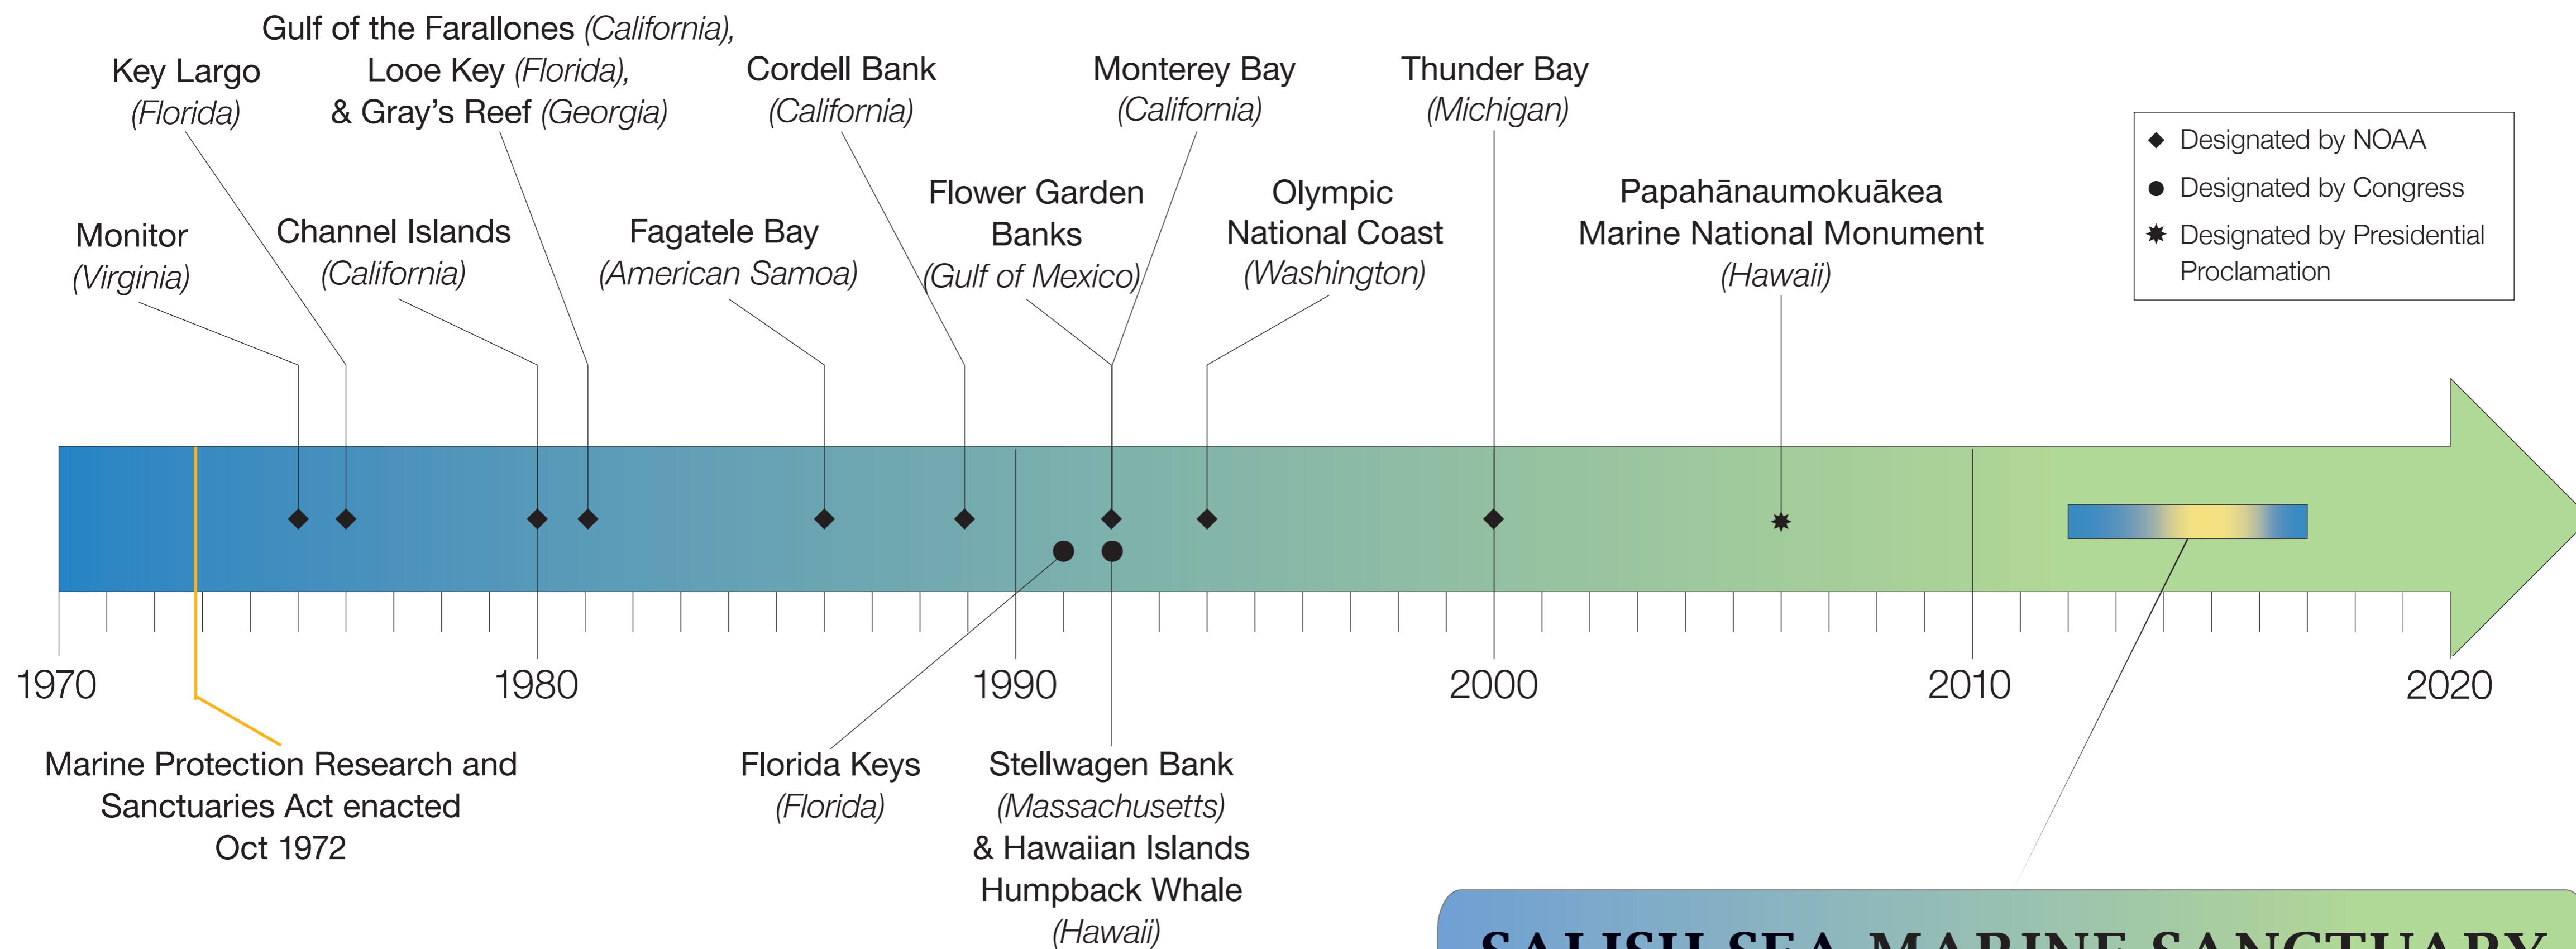 Gulf of the Farallones (California),
Looe Key (Florida),
& Gray's Reef (Georgia)
Key Largo
(Florida)
Cordell Bank
(California)
Monterey Bay
(California)
Thunder Bay
(Michigan)
Monitor
(Virginia)
Channel Islands
(California)
Fagatele Bay
(American Samoa)
Flower Garden
Banks
(Gulf of Mexico)
Olympic
National Coast
(Washington)
Papahānaumokuākea
Marine National Monument
(Hawaii)
Designated by NOAA
Designated by Congress
Designated by Presidential
Proclamation
1970 1980 1990 2000 2010 2020
Marine Protection Research and
Sanctuaries Act enacted
Oct 1972
Florida Keys
(Florida)
Stellwagen Bank
(Massachusetts)
& Hawaiian Islands
Humpback Whale
(Hawaii)
SALISH SEA MARINE SANCTUARY